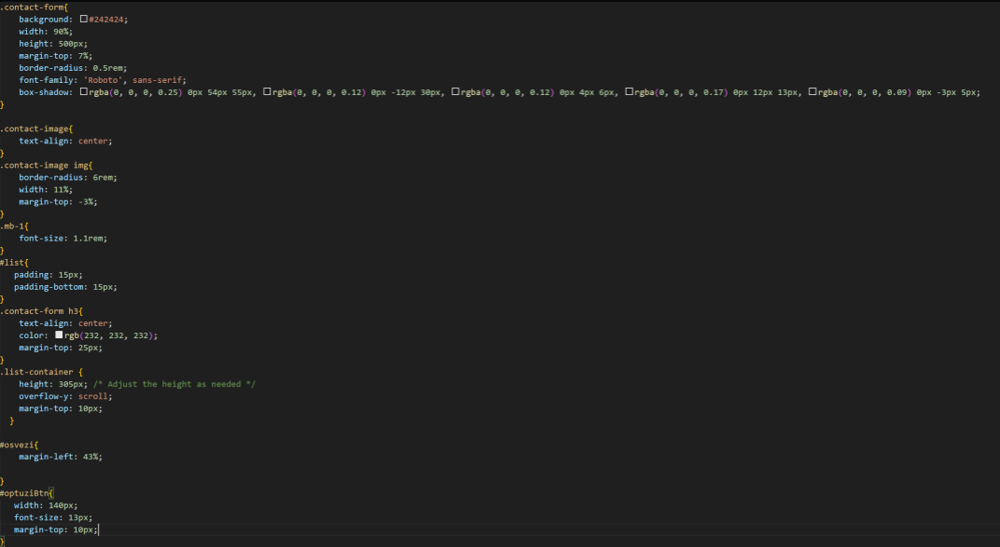 .contact-form{
    background: #242424;
    width: 90%;
    height: 500px;
    margin-top: 7%;
    border-radius: 0.5rem;
    font-family: 'Roboto', sans-serif;
    box-shadow: rgba(0, 0, 0, 0.25) 0px 54px 55px, rgba(0, 0, 0, 0.12) 0px -12px 30px, rgba(0, 0, 0, 0.12) 0px 4px 6px, rgba(0, 0, 0, 0.17) 0px 12px 13px, rgba(0, 0, 0, 0.09) 0px -3px 5px;
}

.contact-image{
    text-align: center;
}
.contact-image img{
    border-radius: 6rem;
    width: 11%;
    margin-top: -3%;
}
.mb-1{
    font-size: 1.1rem;
}
#list{
   padding: 15px;
   padding-bottom: 15px;
}
.contact-form h3{
    text-align: center;
    color: rgb(232, 232, 232);
    margin-top: 25px;
}
.list-container {
    height: 305px; /* Adjust the height as needed */
    overflow-y: scroll;
    margin-top: 10px;
  }

#osvezi{
    margin-left: 43%;

}
#optuziBtn{
   width: 140px;
   font-size: 13px;
   margin-top: 10px;
}